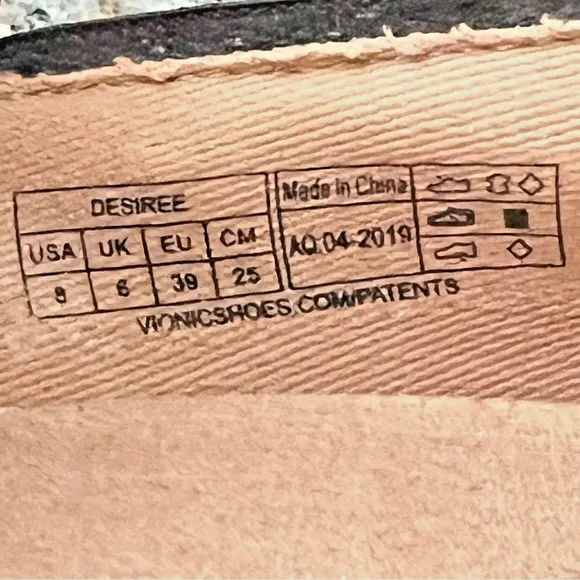 DESIREE
USA UK EU CM
8 6 39 25
Made in China
AQ 04-2019
VIONICSHOES.COM/PATENTS